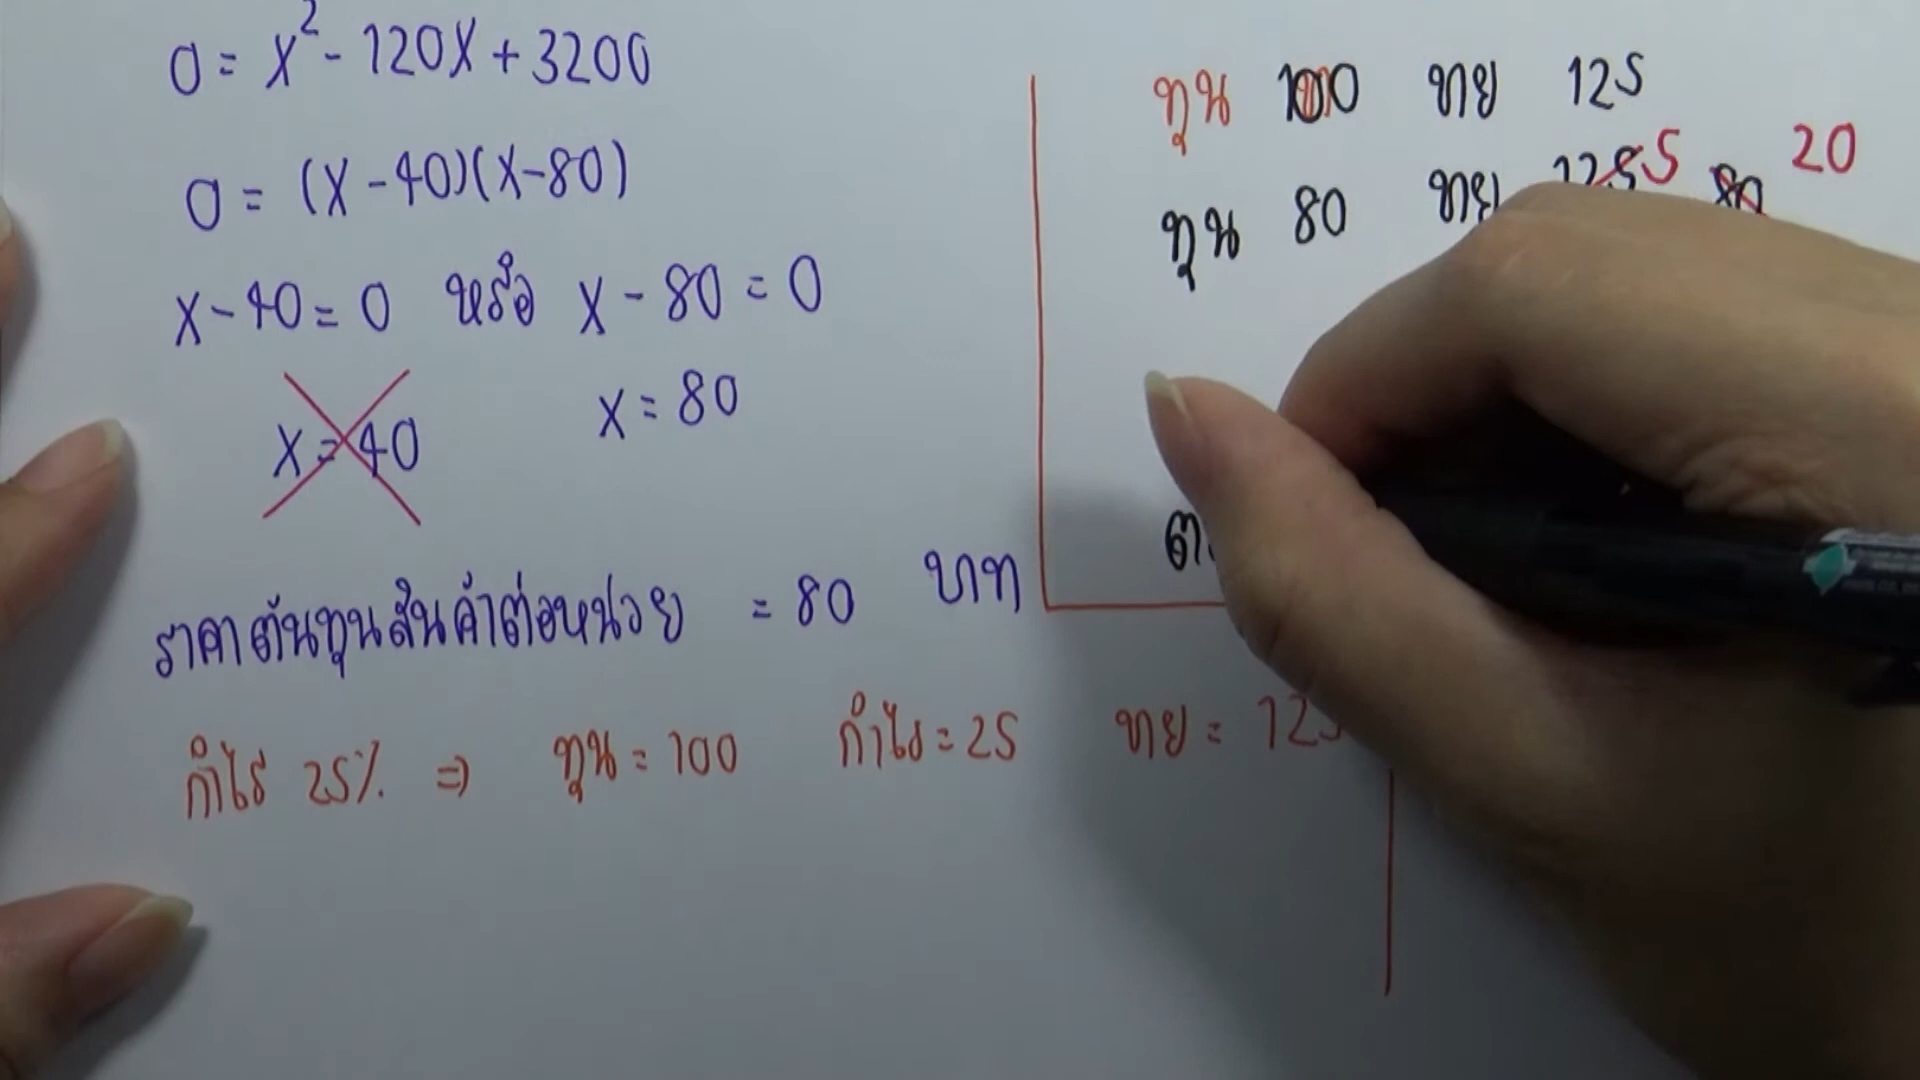 0 = x² - 120x + 3200
0 = (x - 40)(x - 80)
x - 40 = 0 หรือ x - 80 = 0
x = 40 x = 80
ราคาต้นทุนสินค้าต่อหน่วย = 80 บาท
กำไร 25% ⇒ ทุน = 100 กำไร = 25 ขาย = 125
ทุน 100 ขาย 125
ทุน 80 ขาย 125 5 80 20